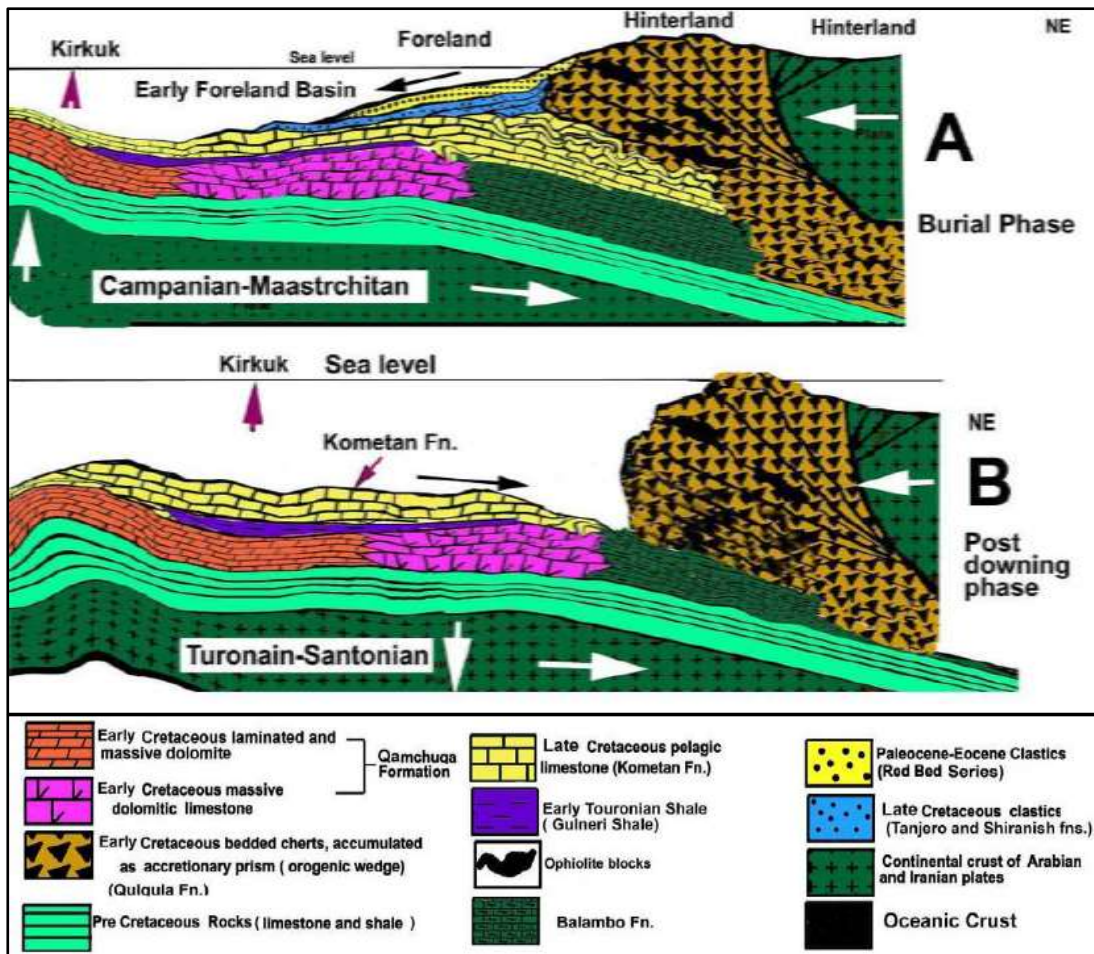 Hinterland
Kirkuk
Foreland
Hinterland
NE
Sea level
Early Foreland Basin
A
Burial Phase
Campanian-Maastrchitan
Kirkuk
Sea level
NE
Kometan Fn.
B
Post
downing
phase
Turonain-Santonian
Early Cretaceous laminated and
massive dolomite
Qamchuqa
Formation
Early Cretaceous massive
dolomitic limestone
Early Cretaceous bedded cherts, accumulated
as accretionary prism ( orogenic wedge)
(Qulqula Fn.)
Pre Cretaceous Rocks ( limestone and shale )
Late Cretaceous pelagic
limestone (Kometan Fn.)
Early Touronian Shale
( Gulneri Shale)
Ophiolite blocks
Balambo Fn.
Paleocene-Eocene Clastics
(Red Bed Series)
Late Cretaceous clastics
(Tanjero and Shiranish fns.)
Continental crust of Arabian
and Iranian plates
Oceanic Crust